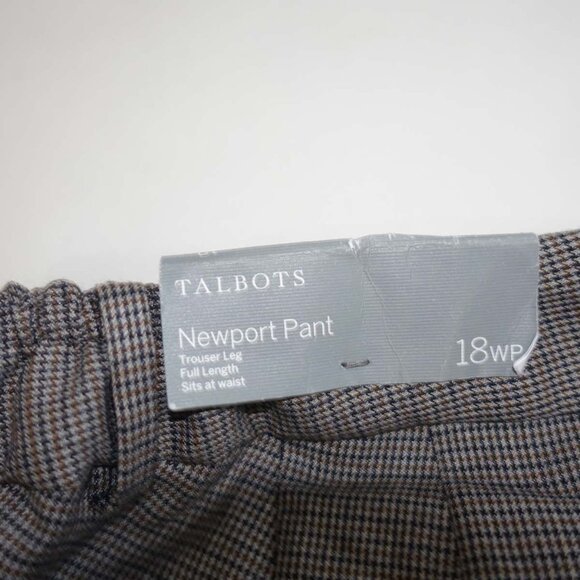 TALBOTS
Newport Pant
Trouser Leg
Full Length
Sits at waist
18WP